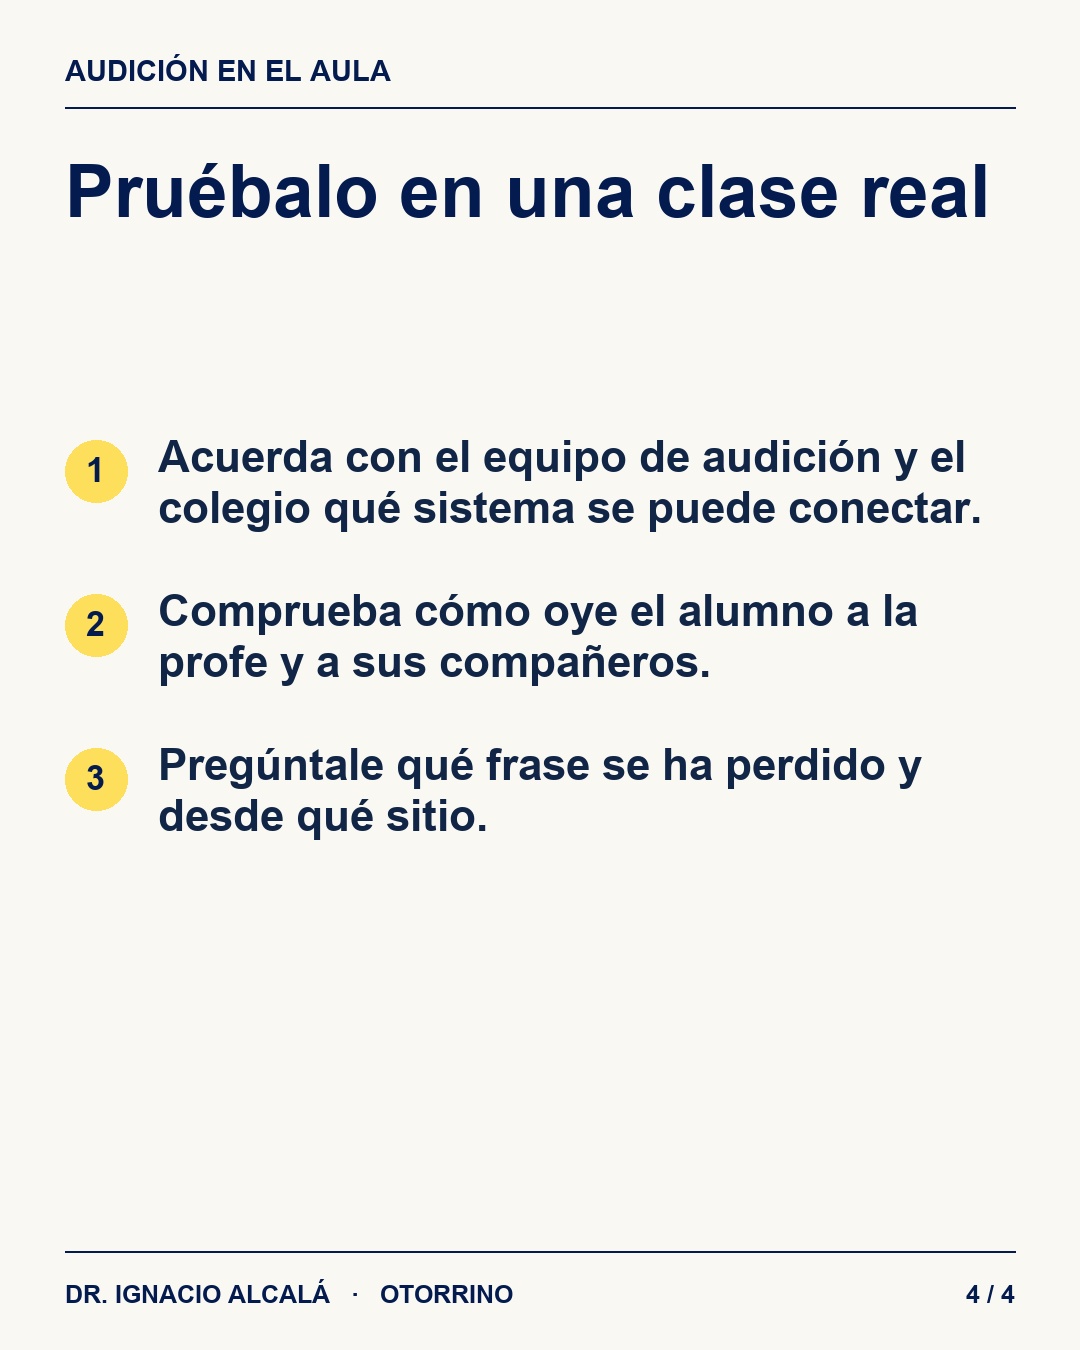 AUDICIÓN EN EL AULA
Pruébalo en una clase real
1
Acuerda con el equipo de audición y el
colegio qué sistema se puede conectar.
2
Comprueba cómo oye el alumno a la
profe y a sus compañeros.
3
Pregúntale qué frase se ha perdido y
desde qué sitio.
DR. IGNACIO ALCALÁ · OTORRINO
4 / 4